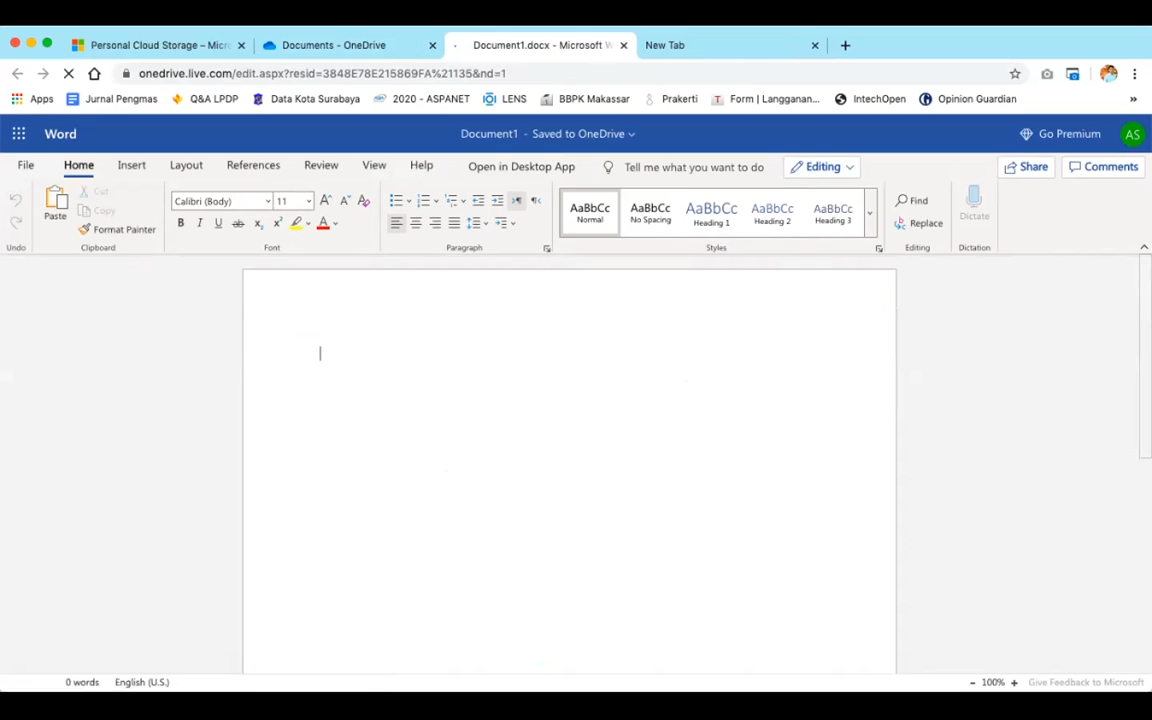 Personal Cloud Storage – Micr
Documents - OneDrive
Document1.docx - Microsoft W
New Tab
onedrive.live.com/edit.aspx?resid=3848E78E215869FA%21135&nd=1
Apps
Jurnal Pengmas
Q&A LPDP
Data Kota Surabaya
2020 - ASPANET
LENS
BBPK Makassar
Prakerti
Form | Langganan...
IntechOpen
Opinion Guardian
»
Word
Document1 - Saved to OneDrive
Go Premium
AS
File
Home
Insert
Layout
References
Review
View
Help
Open in Desktop App
Tell me what you want to do
Editing
Share
Comments
Paste
Cut
Copy
Format Painter
Calibri (Body)
11
AaBbCc
Normal
AaBbCc
No Spacing
AaBbCc
Heading 1
AaBbCc
Heading 2
AaBbCc
Heading 3
Find
Replace
Dictate
Undo
Clipboard
Font
Paragraph
Styles
Editing
Dictation
0 words
English (U.S.)
100%
Give Feedback to Microsoft